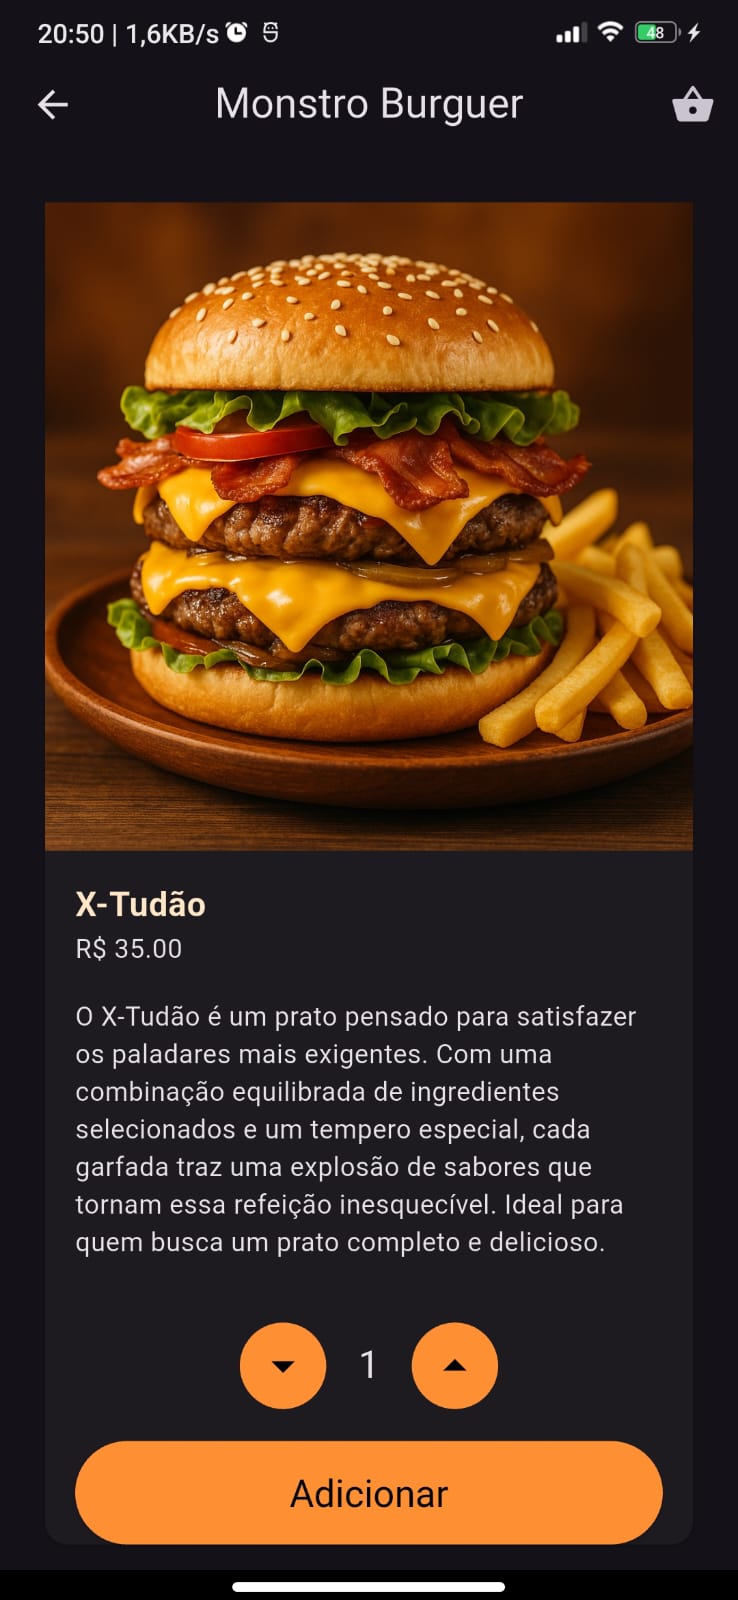 20:50 | 1,6KB/s
48
Monstro Burguer
X-Tudão
R$ 35.00
O X-Tudão é um prato pensado para satisfazer
os paladares mais exigentes. Com uma
combinação equilibrada de ingredientes
selecionados e um tempero especial, cada
garfada traz uma explosão de sabores que
tornam essa refeição inesquecível. Ideal para
quem busca um prato completo e delicioso.
1
Adicionar